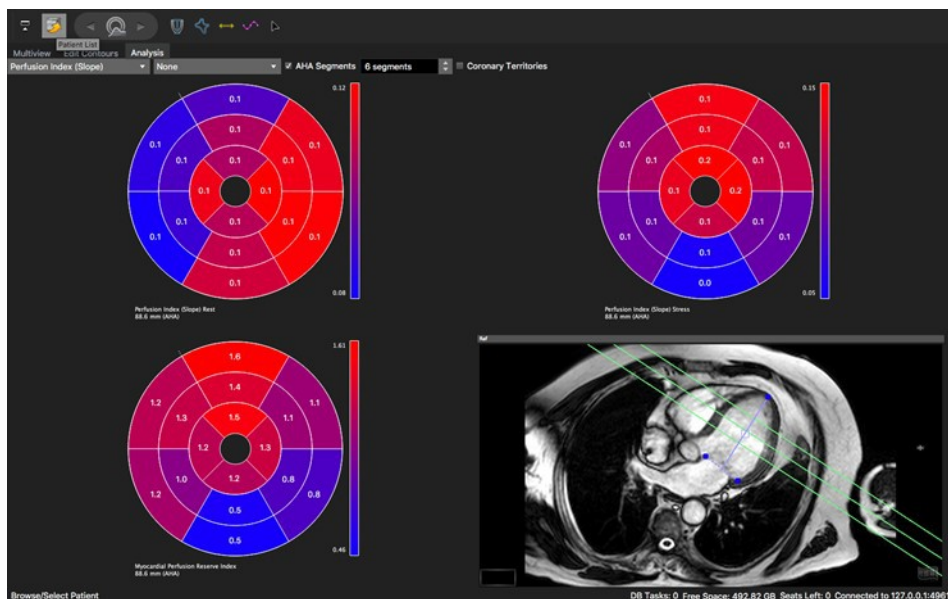 Patient List
Multiview Edit Contours Analysis
Perfusion Index (Slope) None AHA Segments 6 segments Coronary Territories
0.12
0.1
0.1
0.1
0.1 0.1 0.1 0.1
0.1 0.1
0.1 0.1 0.1 0.1
0.1
0.1
0.1
0.08
Perfusion Index (Slope) Rest
88.6 mm (AHA)
0.15
0.1
0.1
0.2
0.1 0.1 0.1 0.1
0.1 0.2
0.1 0.1 0.1 0.1
0.1
0.1
0.0
0.05
Perfusion Index (Slope) Stress
88.6 mm (AHA)
1.61
1.6
1.4
1.5
1.2 1.3 1.1 1.1
1.2 1.3
1.2 1.0 0.8 0.8
1.2
0.5
0.5
0.46
Myocardial Perfusion Reserve Index
88.6 mm (AHA)
Ref
Browse/Select Patient DB Tasks: 0 Free Space: 492.82 GB Seats Left: 0 Connected to 127.0.0.1:496